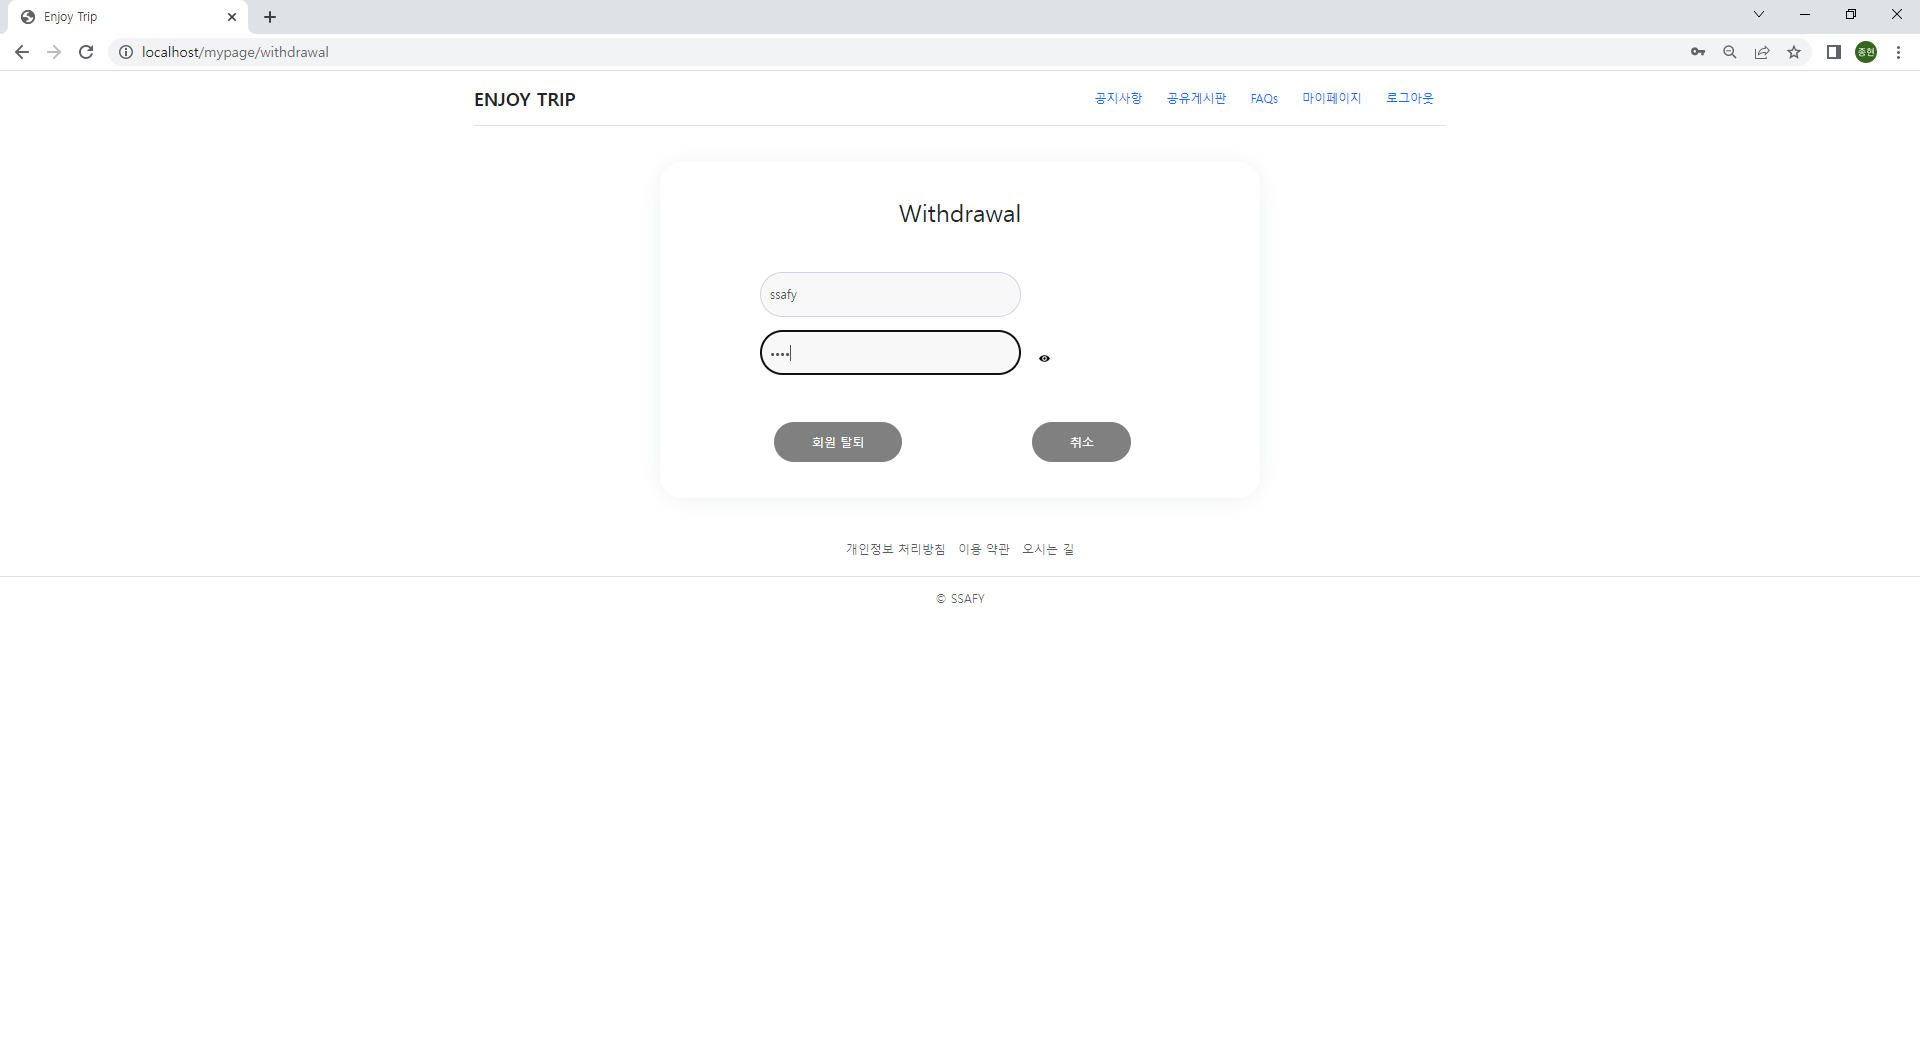 Enjoy Trip
localhost/mypage/withdrawal
종현
ENJOY TRIP
공지사항 공유게시판 FAQs 마이페이지 로그아웃
Withdrawal
ssafy
••••
회원 탈퇴 취소
개인정보 처리방침 이용 약관 오시는 길
© SSAFY